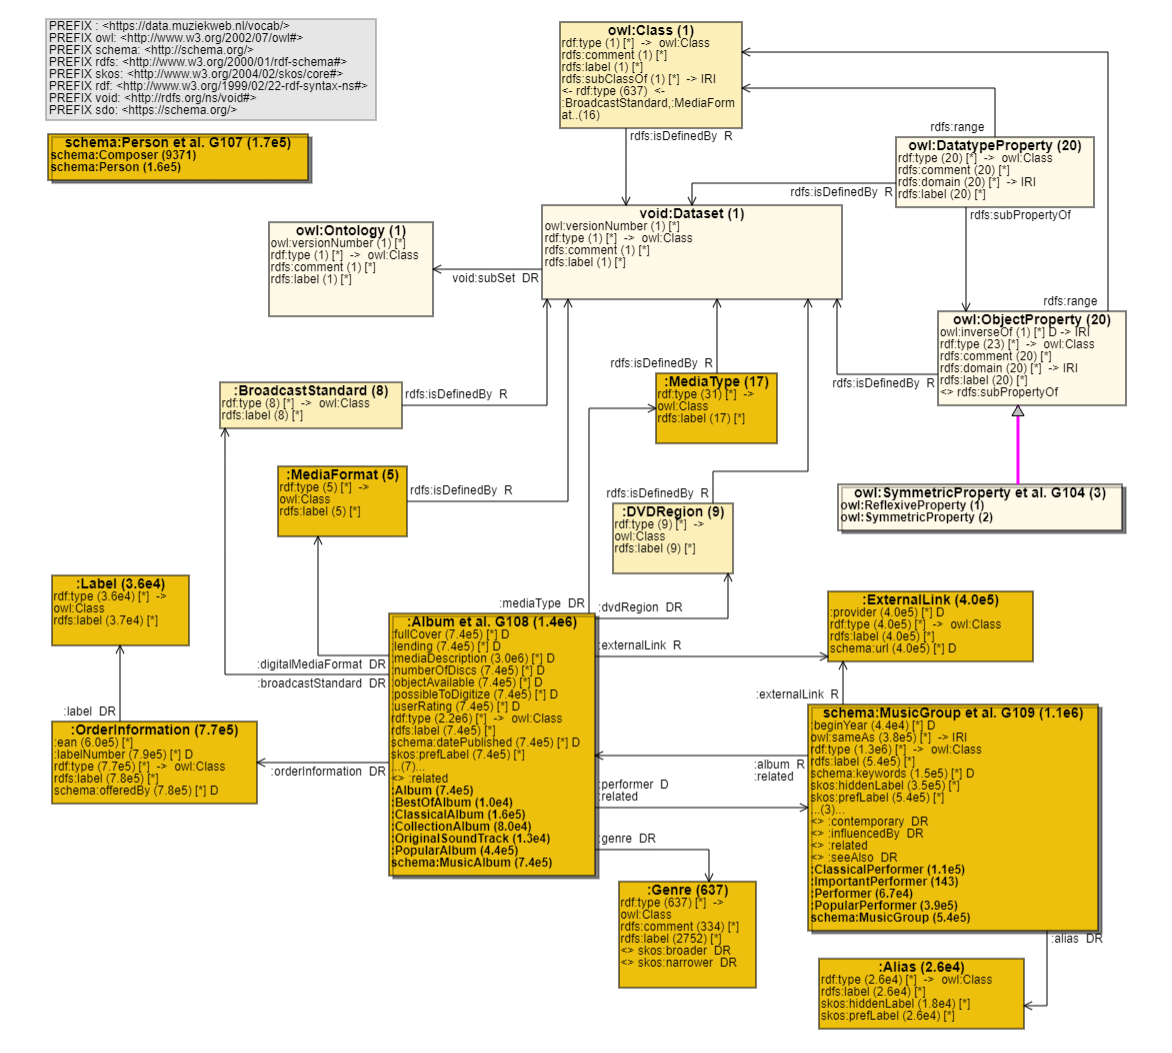 PREFIX : <https://data.muziekweb.nl/vocab/>
PREFIX owl: <http://www.w3.org/2002/07/owl#>
PREFIX schema: <http://schema.org/>
PREFIX rdfs: <http://www.w3.org/2000/01/rdf-schema#>
PREFIX skos: <http://www.w3.org/2004/02/skos/core#>
PREFIX rdf: <http://www.w3.org/1999/02/22-rdf-syntax-ns#>
PREFIX void: <http://rdfs.org/ns/void#>
PREFIX sdo: <https://schema.org/>
schema:Person et al. G107 (1.7e5)
schema:Composer (9371)
schema:Person (1.6e5)
owl:Class (1)
rdf:type (1) [*] -> owl:Class
rdfs:comment (1) [*]
rdfs:label (1) [*]
rdfs:subClassOf (1) [*] -> IRI
<- rdf:type (637) <-
:BroadcastStandard,:MediaForm
at..(16)
rdfs:isDefinedBy R
rdfs:range
owl:DatatypeProperty (20)
rdf:type (20) [*] -> owl:Class
rdfs:comment (20) [*]
rdfs:domain (20) [*] -> IRI
rdfs:label (20) [*]
rdfs:isDefinedBy R
rdfs:subPropertyOf
void:Dataset (1)
owl:versionNumber (1) [*]
rdf:type (1) [*] -> owl:Class
rdfs:comment (1) [*]
rdfs:label (1) [*]
owl:Ontology (1)
owl:versionNumber (1) [*]
rdf:type (1) [*] -> owl:Class
rdfs:comment (1) [*]
rdfs:label (1) [*]
void:subSet DR
rdfs:range
owl:ObjectProperty (20)
owl:inverseOf (1) [*] D -> IRI
rdf:type (23) [*] -> owl:Class
rdfs:comment (20) [*]
rdfs:domain (20) [*] -> IRI
rdfs:label (20) [*]
<> rdfs:subPropertyOf
rdfs:isDefinedBy R
rdfs:isDefinedBy R
:MediaType (17)
rdf:type (31) [*] ->
owl:Class
rdfs:label (17) [*]
:BroadcastStandard (8)
rdf:type (8) [*] -> owl:Class
rdfs:label (8) [*]
rdfs:isDefinedBy R
:MediaFormat (5)
rdf:type (5) [*] ->
owl:Class
rdfs:label (5) [*]
rdfs:isDefinedBy R
rdfs:isDefinedBy R
:DVDRegion (9)
rdf:type (9) [*] ->
owl:Class
rdfs:label (9) [*]
owl:SymmetricProperty et al. G104 (3)
owl:ReflexiveProperty (1)
owl:SymmetricProperty (2)
:Label (3.6e4)
rdf:type (3.6e4) [*] ->
owl:Class
rdfs:label (3.7e4) [*]
:label DR
:OrderInformation (7.7e5)
:ean (6.0e5) [*]
:labelNumber (7.9e5) [*] D
rdf:type (7.7e5) [*] -> owl:Class
rdfs:label (7.8e5) [*]
schema:offeredBy (7.8e5) [*] D
:digitalMediaFormat DR
:broadcastStandard DR
:orderInformation DR
:mediaType DR
:dvdRegion DR
:externalLink R
:Album et al. G108 (1.4e6)
:fullCover (7.4e5) [*] D
:lending (7.4e5) [*] D
:mediaDescription (3.0e6) [*] D
:numberOfDiscs (7.4e5) [*] D
:objectAvailable (7.4e5) [*] D
:possibleToDigitize (7.4e5) [*] D
:userRating (7.4e5) [*] D
rdf:type (2.2e6) [*] -> owl:Class
rdfs:label (7.4e5) [*]
schema:datePublished (7.4e5) [*] D
skos:prefLabel (7.4e5) [*]
...(7)...
<> :related
:Album (7.4e5)
:BestOfAlbum (1.0e4)
:ClassicalAlbum (1.6e5)
:CollectionAlbum (8.0e4)
:OriginalSoundTrack (1.3e4)
:PopularAlbum (4.4e5)
schema:MusicAlbum (7.4e5)
:ExternalLink (4.0e5)
:provider (4.0e5) [*] D
rdf:type (4.0e5) [*] -> owl:Class
rdfs:label (4.0e5) [*]
schema:url (4.0e5) [*] D
:externalLink R
:album R
:related
:performer D
:related
:genre DR
schema:MusicGroup et al. G109 (1.1e6)
:beginYear (4.4e4) [*] D
owl:sameAs (3.8e5) [*] -> IRI
rdf:type (1.3e6) [*] -> owl:Class
rdfs:label (5.4e5) [*]
schema:keywords (1.5e5) [*] D
skos:hiddenLabel (3.5e5) [*]
skos:prefLabel (5.4e5) [*]
...(3)...
<> :contemporary DR
<> :influencedBy DR
<> :related
<> :seeAlso DR
:ClassicalPerformer (1.1e5)
:ImportantPerformer (143)
:Performer (6.7e4)
:PopularPerformer (3.9e5)
schema:MusicGroup (5.4e5)
:alias DR
:Genre (637)
rdf:type (637) [*] ->
owl:Class
rdfs:comment (334) [*]
rdfs:label (2752) [*]
<> skos:broader DR
<> skos:narrower DR
:Alias (2.6e4)
rdf:type (2.6e4) [*] -> owl:Class
rdfs:label (2.6e4) [*]
skos:hiddenLabel (1.8e4) [*]
skos:prefLabel (2.6e4) [*]